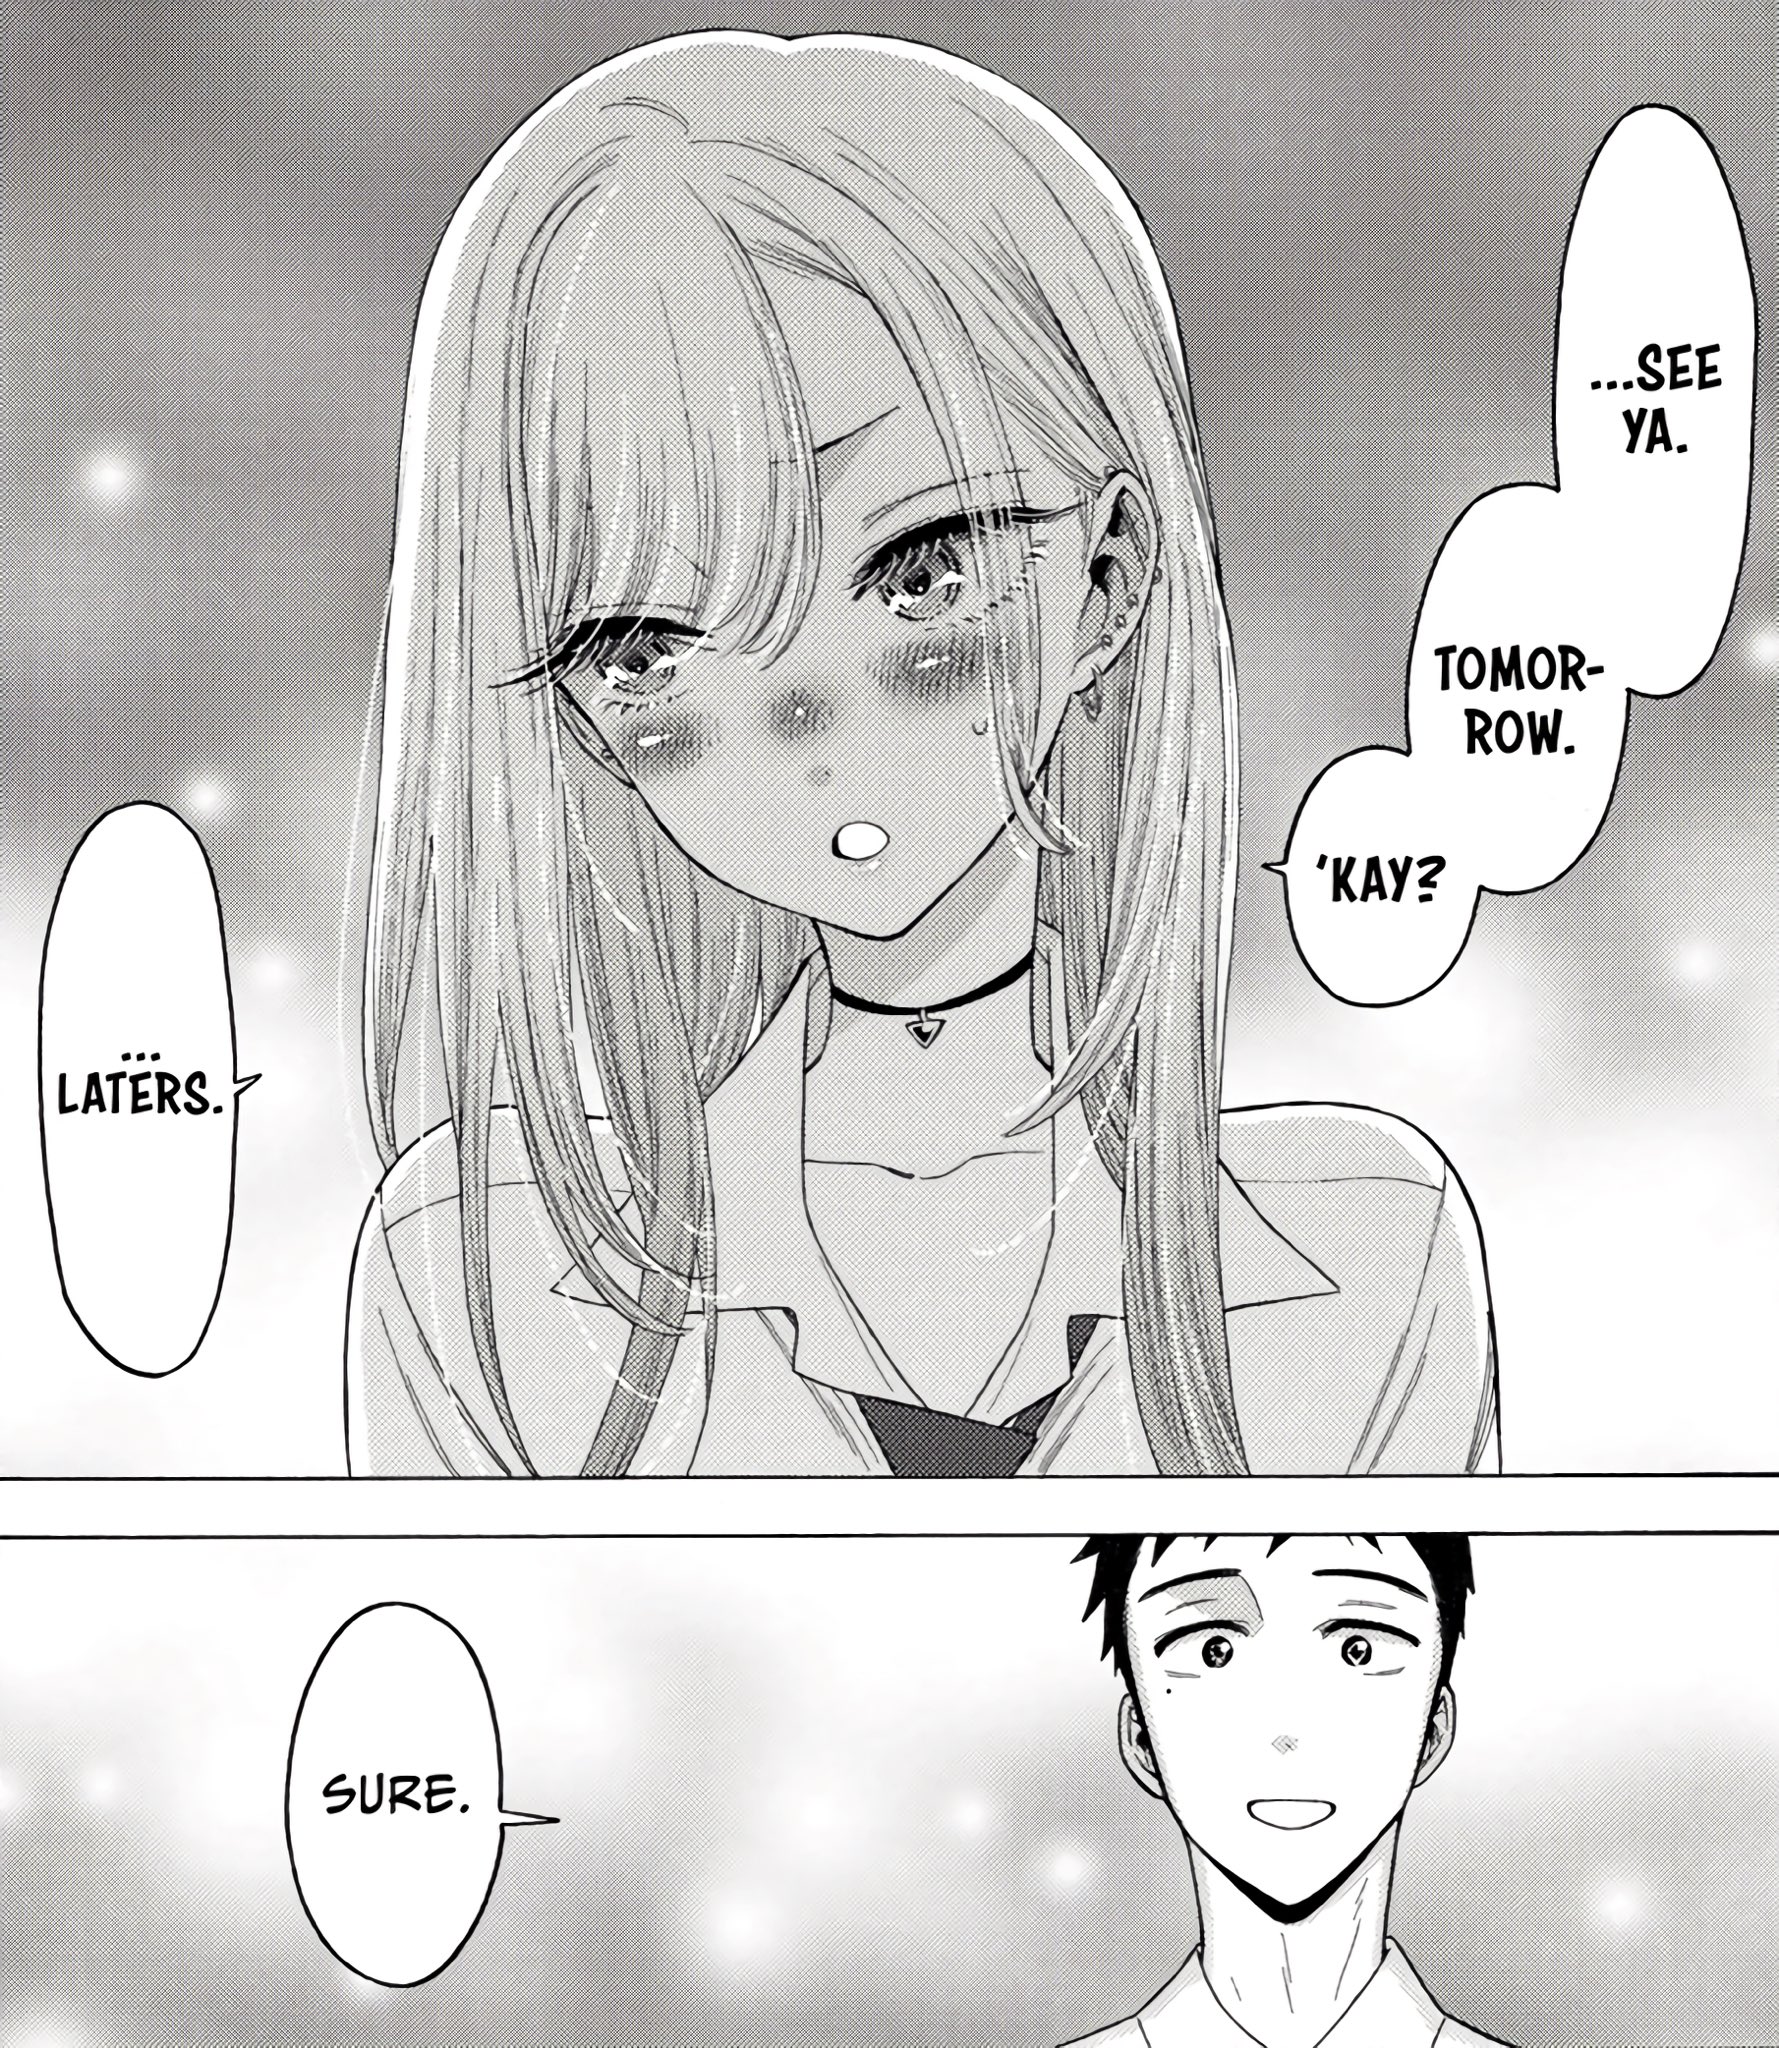 ...SEE
YA.
TOMOR-
ROW.
'KAY?
...
LATERS.
SURE.